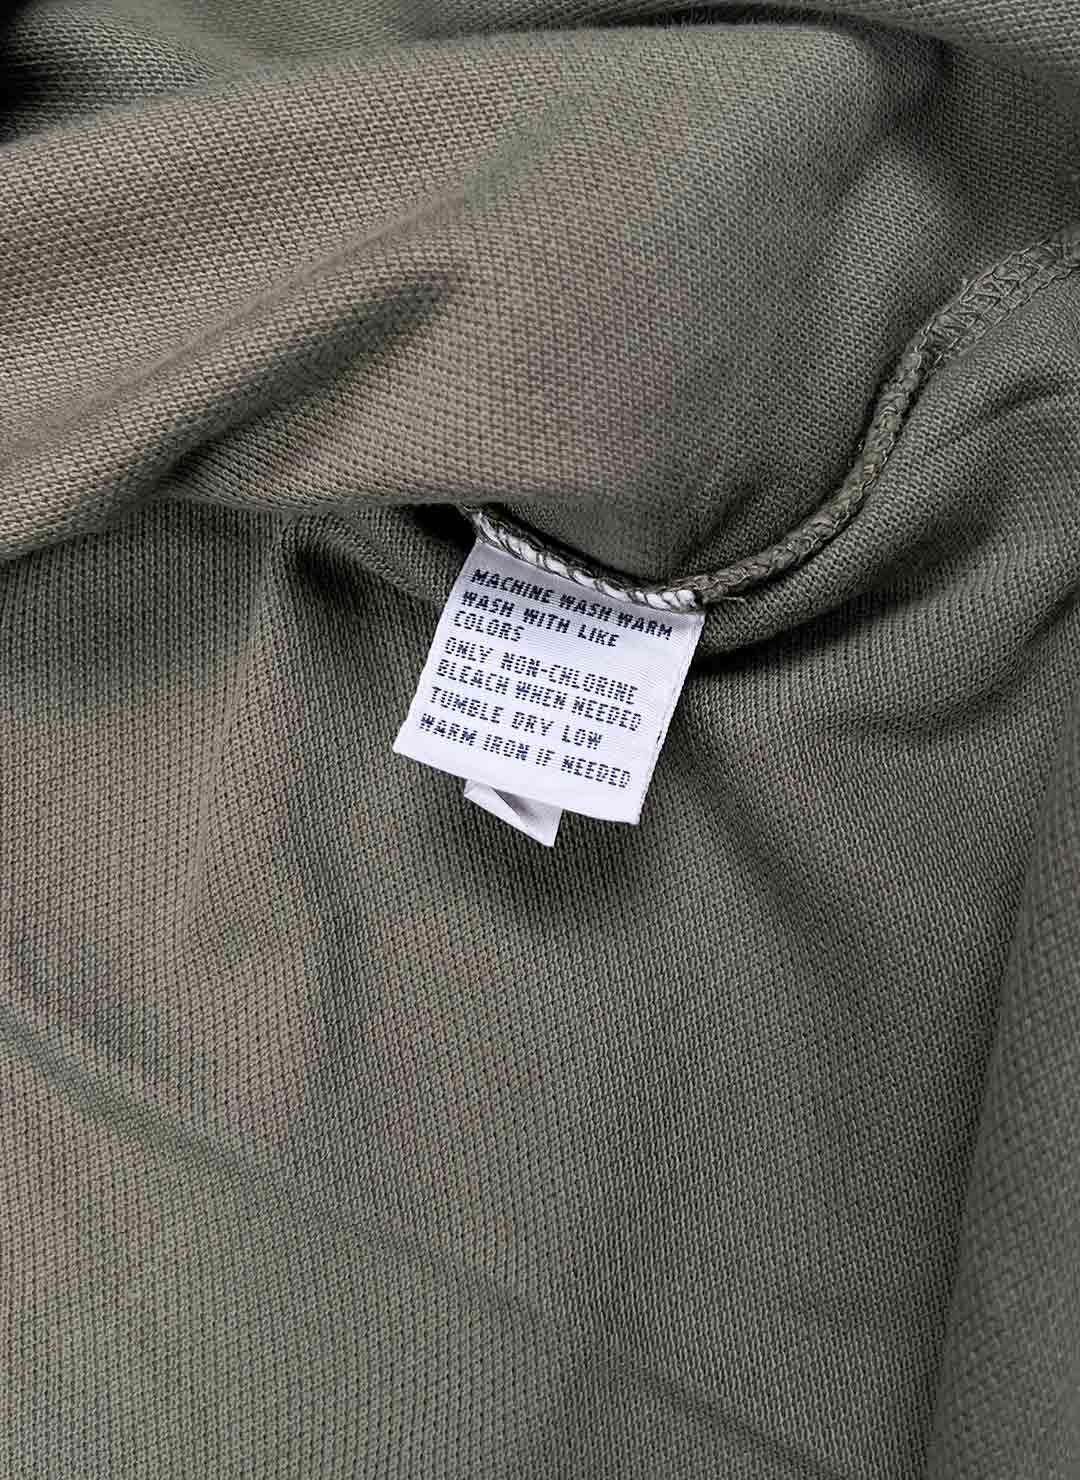 MACHINE WASH WARM
WASH WITH LIKE
COLORS
ONLY NON-CHLORINE
BLEACH WHEN NEEDED
TUMBLE DRY LOW
WARM IRON IF NEEDED